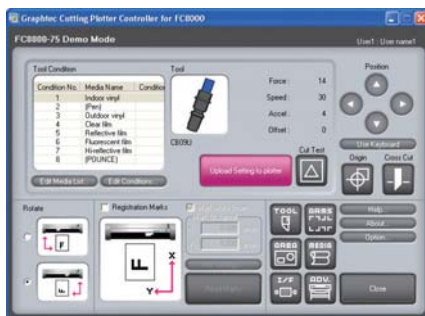 Graphtec Cutting Plotter Controller for FC8000
FC8000-75 Demo Mode
User1 : User name1
Tool Condition
Condition No. Media Name Condition
1 Indoor vinyl
2 (Pen)
3 Outdoor vinyl
4 Clear film
5 Reflective film
6 Fluorescent film
7 Hi-reflective film
8 (POUNCE)
Edit Media List...
Edit Conditions...
Tool
CB09U
Force : 14
Speed : 30
Accel : 4
Offset : 0
Upload Setting to plotter
Cut Test
Position
Use Keyboard
Origin
Cross Cut
Rotate
F
F
Registration Marks
F
X
Y
TOOL
ARMS
AREA
MEDIA
I/F
ADV.
Help...
About...
Option...
Close